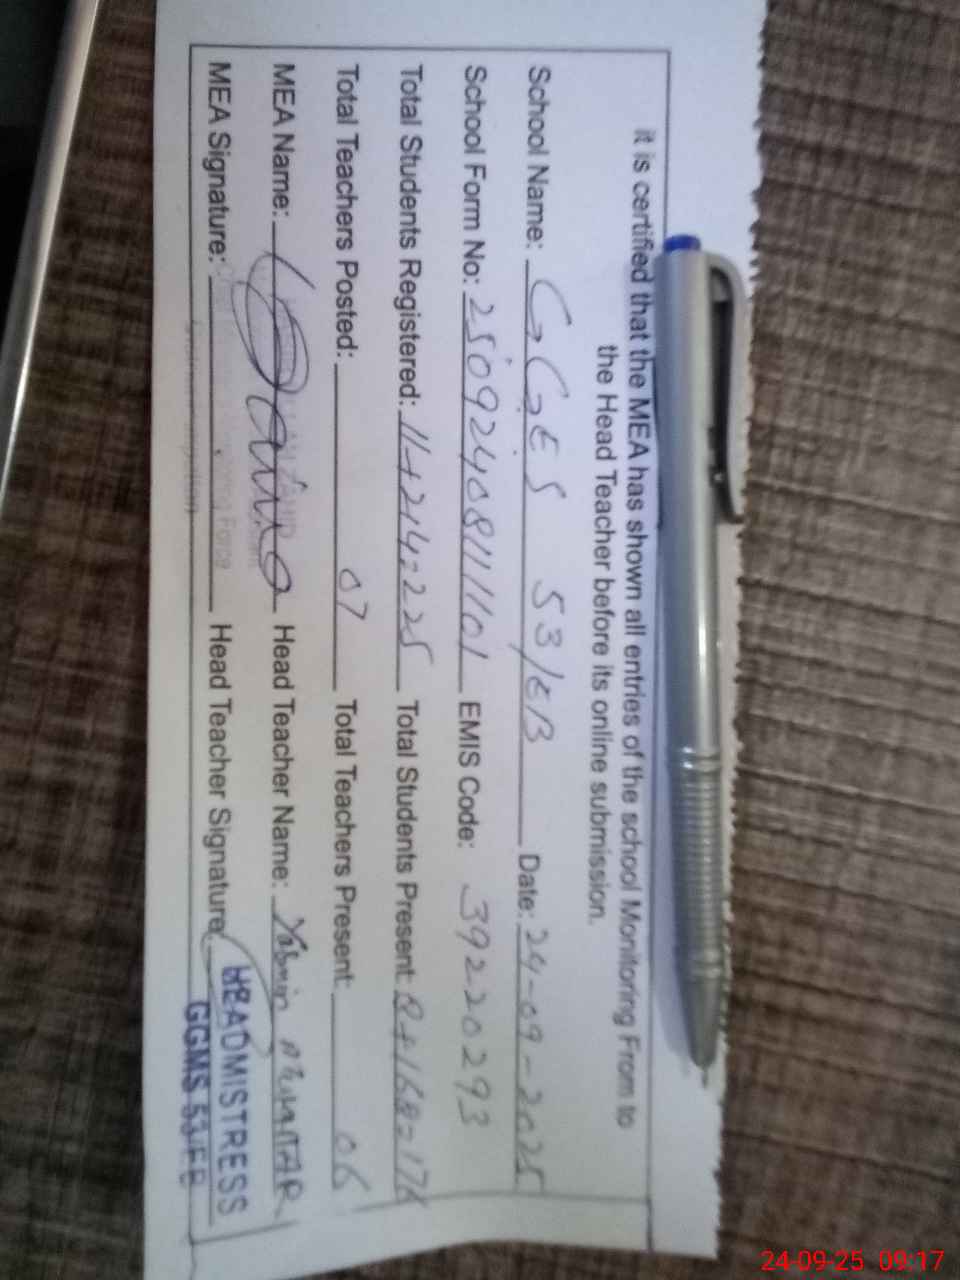 it is certified that the MEA has shown all entries of the school Monitoring From to
the Head Teacher before its online submission.
School Name: GGES 53/EB Date: 24-09-2025
School Form No: 25092408111101 EMIS Code: 39220293
Total Students Registered: 11+214=225 Total Students Present: 8+168=176
Total Teachers Posted: 07 Total Teachers Present: 06
MEA Name: Head Teacher Name: Yasmin AKHTAR
MEA Signature: Head Teacher Signature
HEADMISTRESS
GGMS 53/EB
24-09-25 09:17